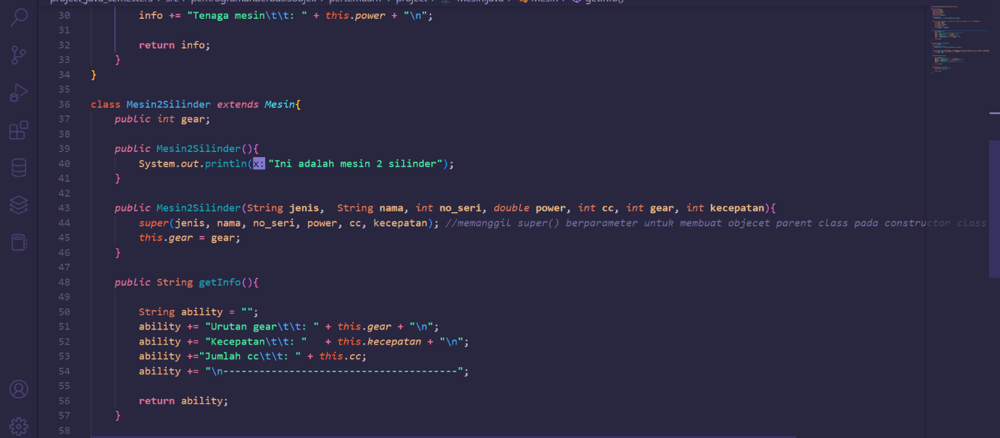 project_java_semester3 > src > pemrogramanberbasisobjek > pertemuan > project > Mesin.java > Mesin > getInfo()
30 info += "Tenaga mesin\t\t: " + this.power + "\n";
31
32 return info;
33 }
34 }
35
36 class Mesin2Silinder extends Mesin{
37 public int gear;
38
39 public Mesin2Silinder(){
40 System.out.println(x: "Ini adalah mesin 2 silinder");
41 }
42
43 public Mesin2Silinder(String jenis,  String nama, int no_seri, double power, int cc, int gear, int kecepatan){
44 super(jenis, nama, no_seri, power, cc, kecepatan); //memanggil super() berparameter untuk membuat objecet parent class pada constructor class
45 this.gear = gear;
46 }
47
48 public String getInfo(){
49
50 String ability = "";
51 ability += "Urutan gear\t\t: " + this.gear + "\n";
52 ability += "Kecepatan\t\t: "   + this.kecepatan + "\n";
53 ability +="Jumlah cc\t\t: " + this.cc;
54 ability += "\n---------------------------------------";
55
56 return ability;
57 }
58